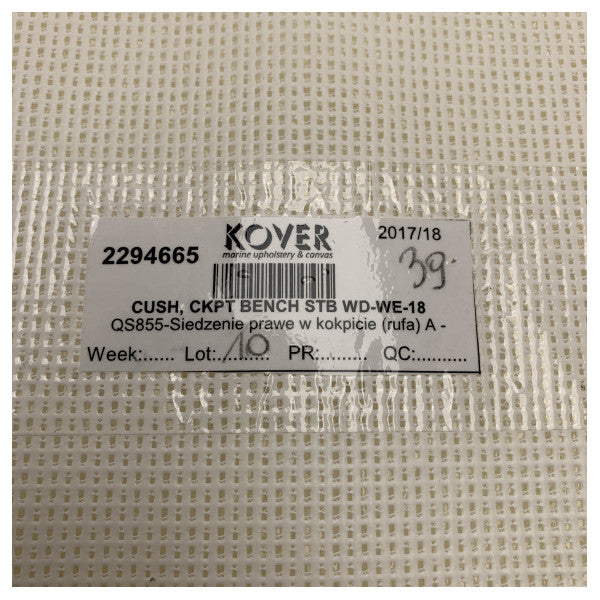 KOVER
2017/18
marine upholstery & canvas
2294665
39.
CUSH, CKPT BENCH STB WD-WE-18
QS855-Siedzenie prawe w kokpicie (rufa) A -
Week:...... Lot:...10...... PR:......... QC:..........